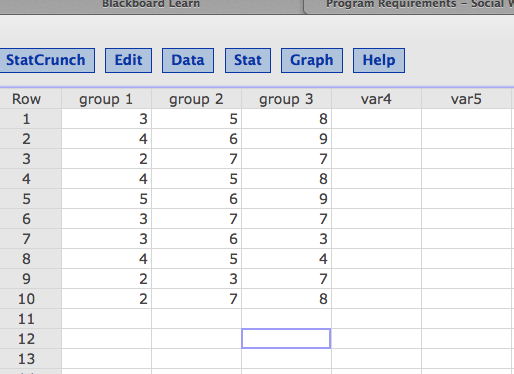 Blackboard Learn Program Requirements – Social
StatCrunch Edit Data Stat Graph Help
Row group 1 group 2 group 3 var4 var5
1 3 5 8
2 4 6 9
3 2 7 7
4 4 5 8
5 5 6 9
6 3 7 7
7 3 6 3
8 4 5 4
9 2 3 7
10 2 7 8
11
12
13